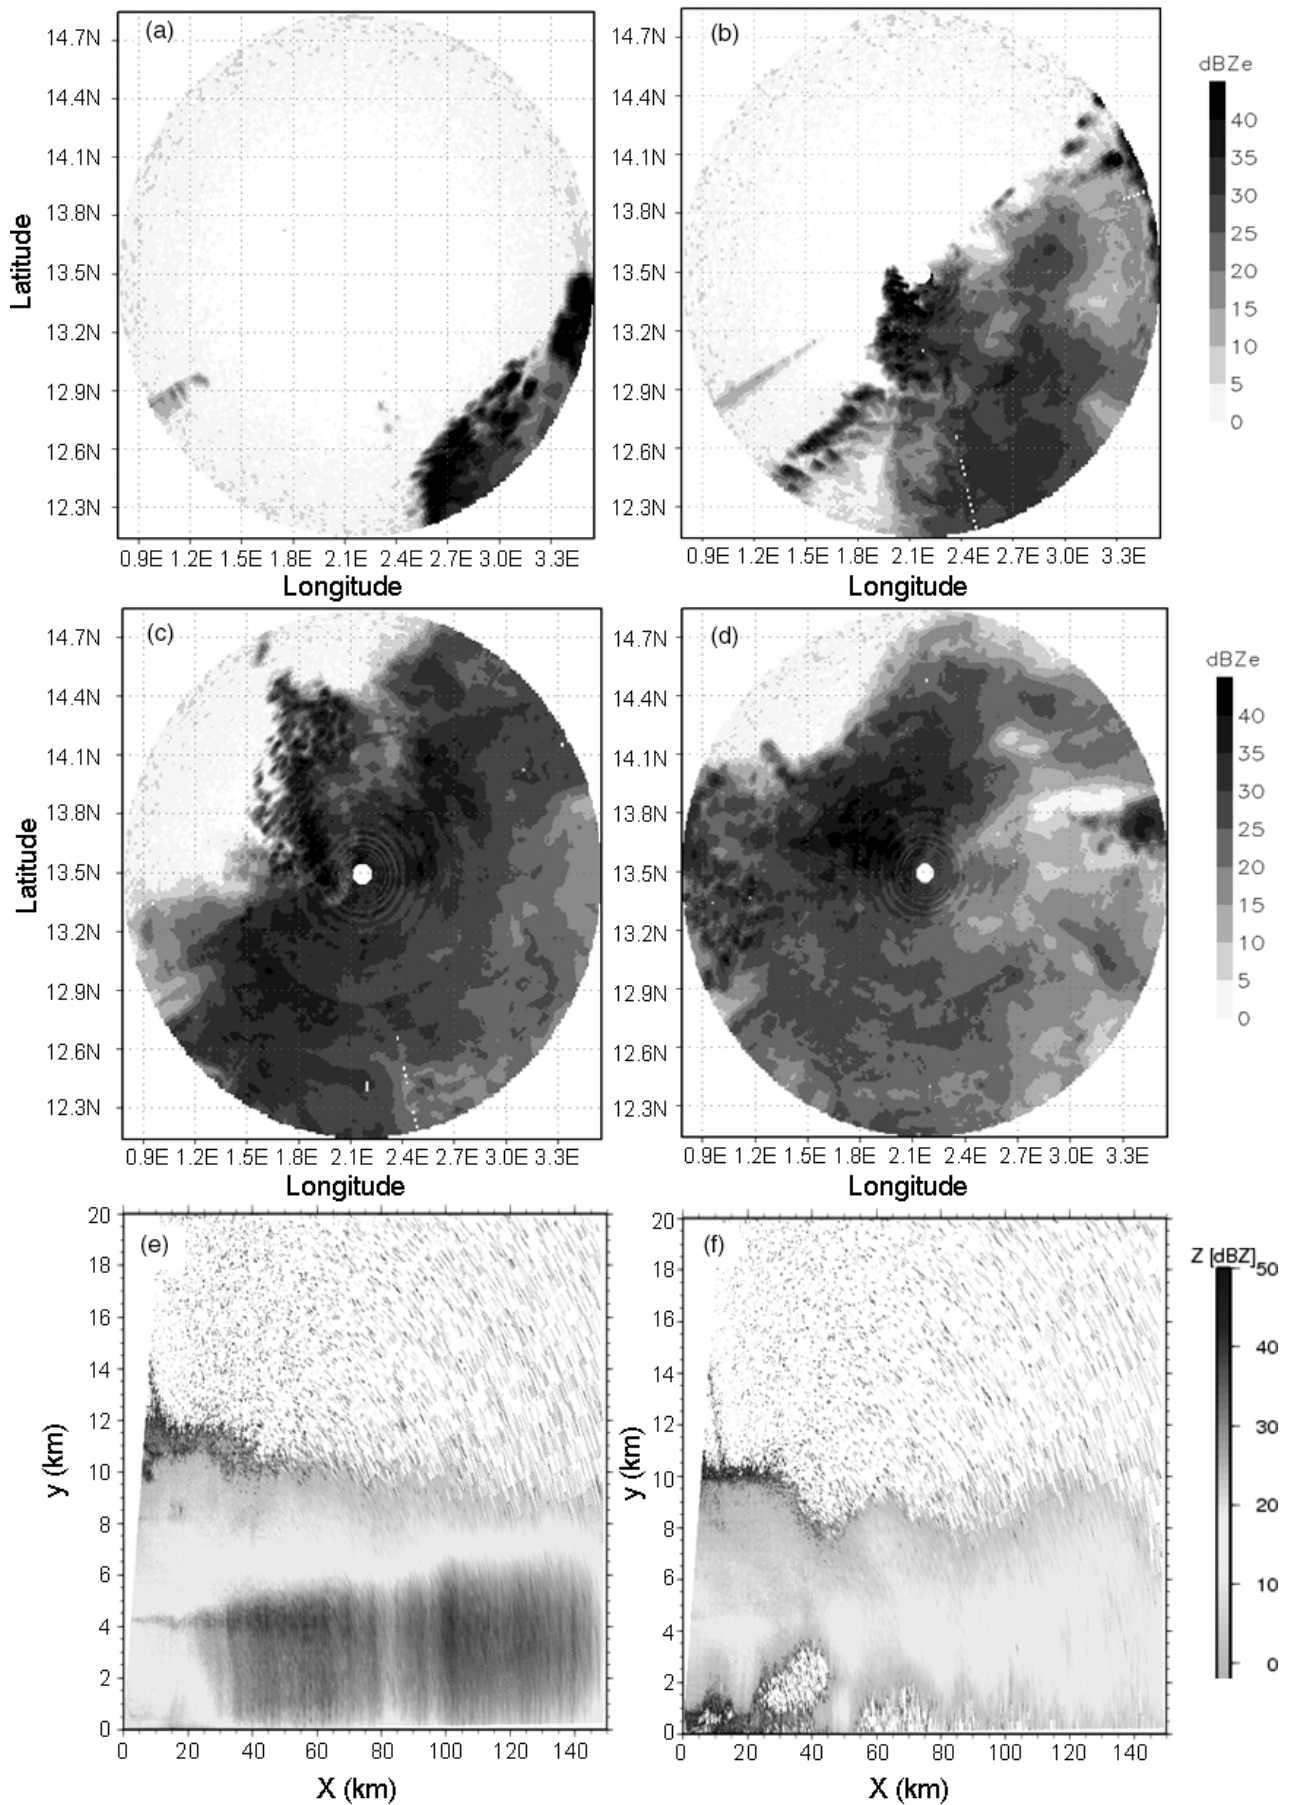 (a) (b)
dBZe
14.7N 14.7N
14.4N 14.4N
14.1N 14.1N
13.8N 13.8N
13.5N 13.5N
13.2N 13.2N
12.9N 12.9N
12.6N 12.6N
12.3N 12.3N
Latitude
40
35
30
25
20
15
10
5
0
0.9E 1.2E 1.5E 1.8E 2.1E 2.4E 2.7E 3.0E 3.3E
0.9E 1.2E 1.5E 1.8E 2.1E 2.4E 2.7E 3.0E 3.3E
Longitude Longitude
(c) (d)
dBZe
14.7N 14.7N
14.4N 14.4N
14.1N 14.1N
13.8N 13.8N
13.5N 13.5N
13.2N 13.2N
12.9N 12.9N
12.6N 12.6N
12.3N 12.3N
Latitude
40
35
30
25
20
15
10
5
0
0.9E 1.2E 1.5E 1.8E 2.1E 2.4E 2.7E 3.0E 3.3E
0.9E 1.2E 1.5E 1.8E 2.1E 2.4E 2.7E 3.0E 3.3E
Longitude Longitude
(e) (f)
Z [dBZ]
20 20
18 18
16 16
14 14
12 12
10 10
8 8
6 6
4 4
2 2
0 0
y (km) y (km)
50
40
30
20
10
0
0 20 40 60 80 100 120 140
0 20 40 60 80 100 120 140
X (km) X (km)